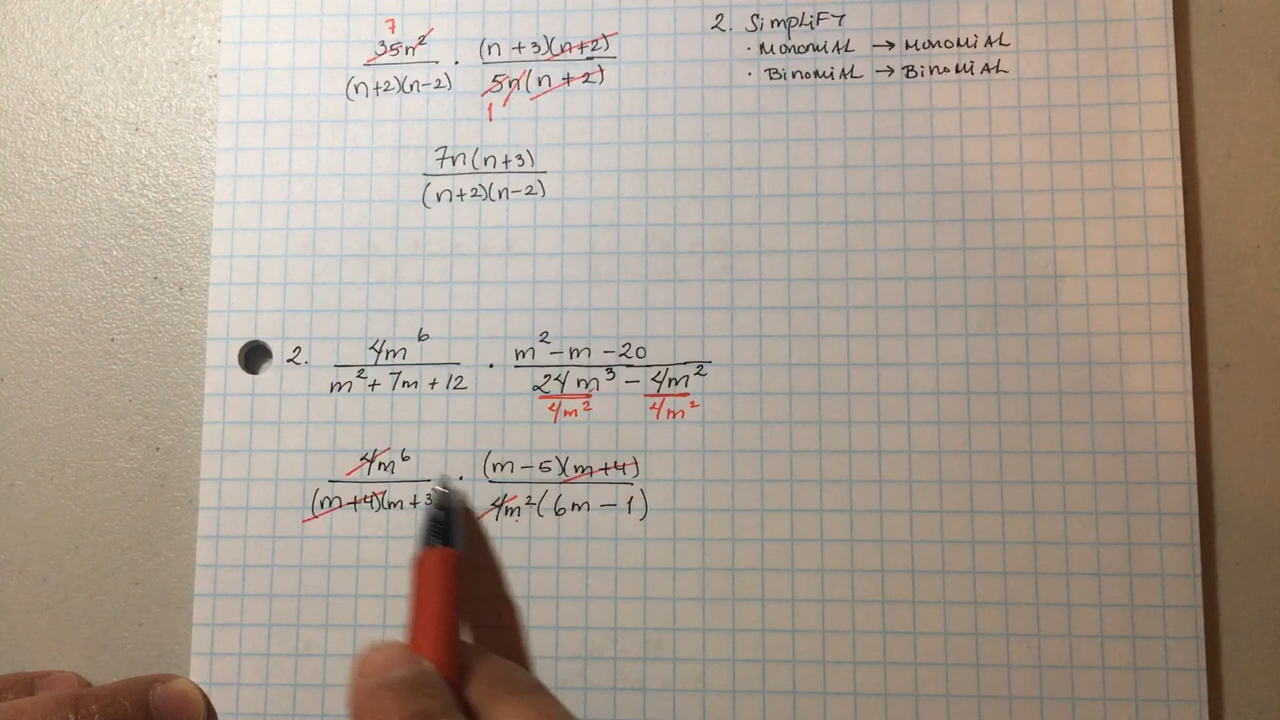 7
35n² / (n+2)(n-2) · (n+3)(n+2) / 5n(n+2)
1
7n(n+3) / (n+2)(n-2)
2. SimpLiFY
· MONOMiAL → MONOMiAL
· BiNOMiAL → BiNOMiAL
2. 4m⁶ / m² + 7m + 12 · m² - m - 20 / 24m³ - 4m²
4m² 4m²
4m⁶ / (m+4)(m+3 · (m-5)(m+4) / 4m²(6m-1)